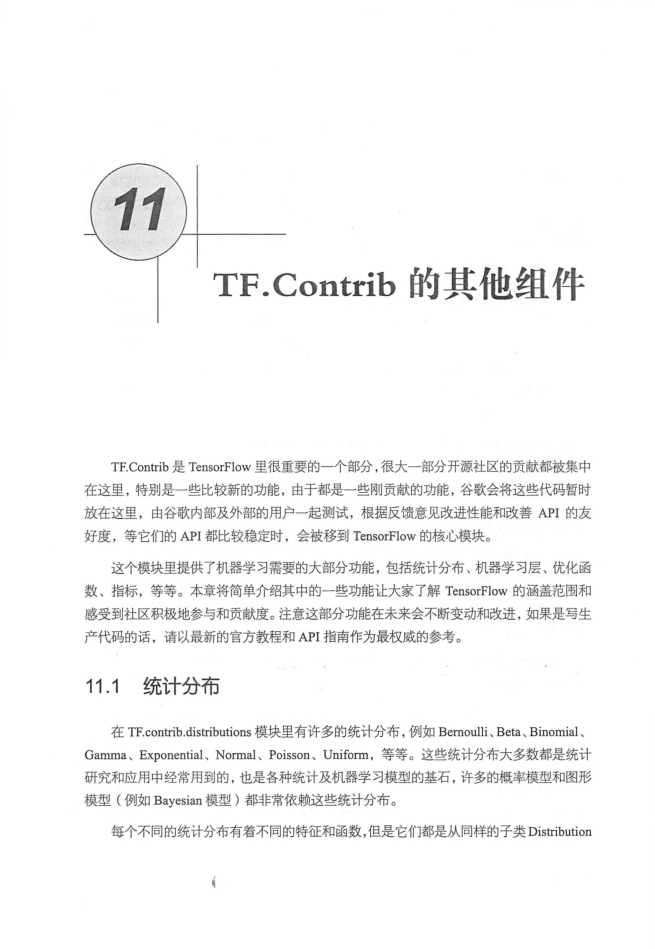 11
TF.Contrib 的其他组件
TF.Contrib 是 TensorFlow 里很重要的一个部分，很大一部分开源社区的贡献都被集中
在这里，特别是一些比较新的功能，由于都是一些刚贡献的功能，谷歌会将这些代码暂时
放在这里，由谷歌内部及外部的用户一起测试，根据反馈意见改进性能和改善 API 的友
好度，等它们的 API 都比较稳定时，会被移到 TensorFlow 的核心模块。
这个模块里提供了机器学习需要的大部分功能，包括统计分布、机器学习层、优化函
数、指标，等等。本章将简单介绍其中的一些功能让大家了解 TensorFlow 的涵盖范围和
感受到社区积极地参与和贡献度。注意这部分功能在未来会不断变动和改进，如果是写生
产代码的话，请以最新的官方教程和 API 指南作为最权威的参考。
11.1 统计分布
在 TF.contrib.distributions 模块里有许多的统计分布，例如 Bernoulli、Beta、Binomial、
Gamma、Exponential、Normal、Poisson、Uniform，等等。这些统计分布大多数都是统计
研究和应用中经常用到的，也是各种统计及机器学习模型的基石，许多的概率模型和图形
模型（例如 Bayesian 模型）都非常依赖这些统计分布。
每个不同的统计分布有着不同的特征和函数，但是它们都是从同样的子类 Distribution